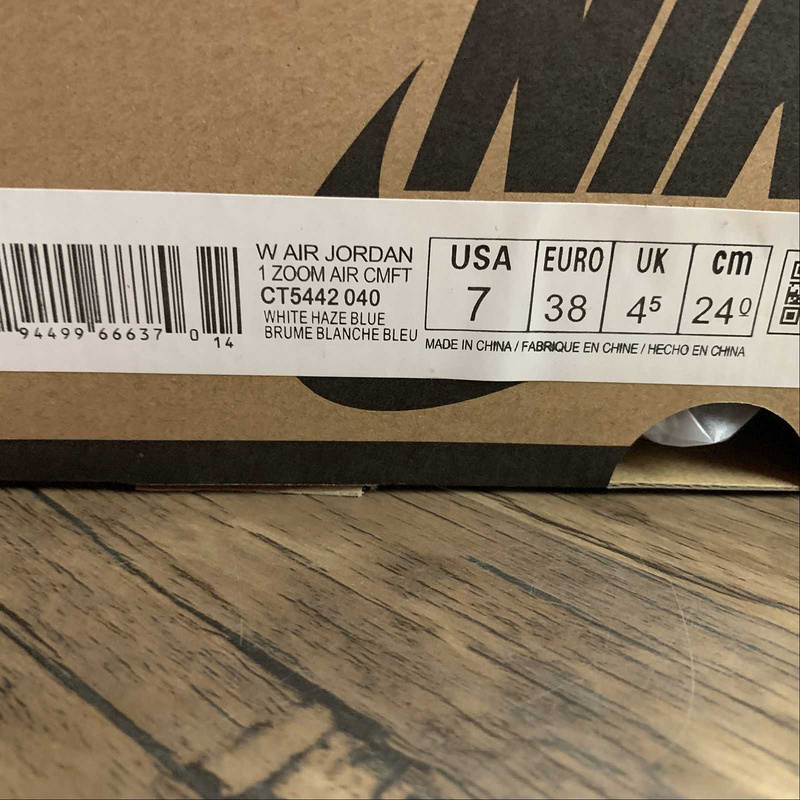 NIK
W AIR JORDAN
1 ZOOM AIR CMFT
CT5442 040
WHITE HAZE BLUE
BRUME BLANCHE BLEU
94499 66637 0 14
USA EURO UK cm
7 38 4⁵ 24⁰
MADE IN CHINA / FABRIQUE EN CHINE / HECHO EN CHINA